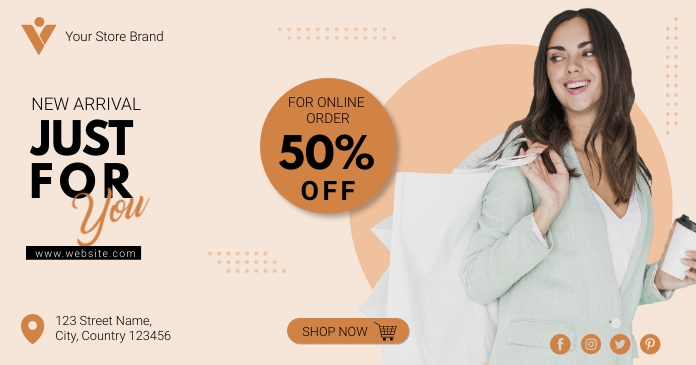 Your Store Brand
NEW ARRIVAL
JUST
FOR
You
www.website.com
FOR ONLINE
ORDER
50%
OFF
123 Street Name,
City, Country 123456
SHOP NOW